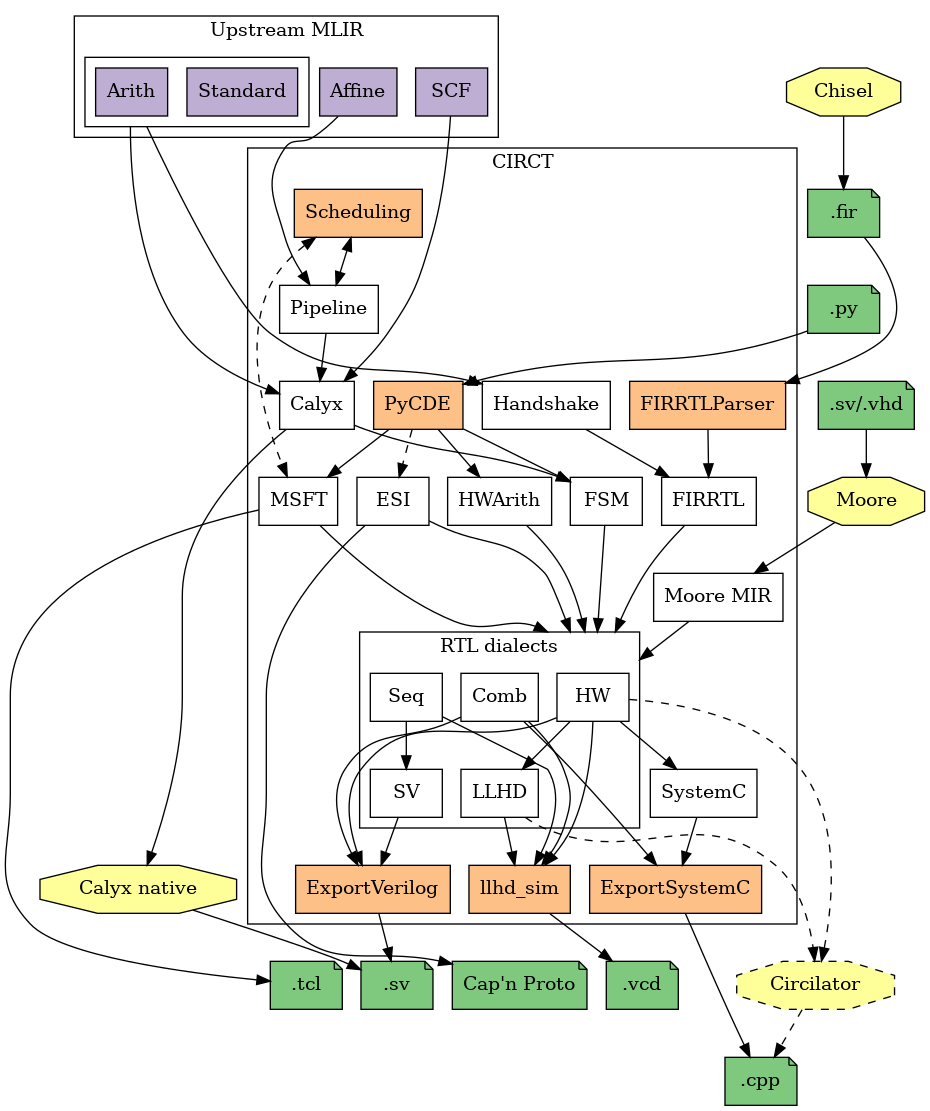 Upstream MLIR
Arith
Standard
Affine
SCF
Chisel
CIRCT
Scheduling
.fir
Pipeline
.py
Calyx
PyCDE
Handshake
FIRRTLParser
.sv/.vhd
MSFT
ESI
HWArith
FSM
FIRRTL
Moore
Moore MIR
RTL dialects
Seq
Comb
HW
SV
LLHD
SystemC
Calyx native
ExportVerilog
llhd_sim
ExportSystemC
.tcl
.sv
Cap'n Proto
.vcd
Circilator
.cpp